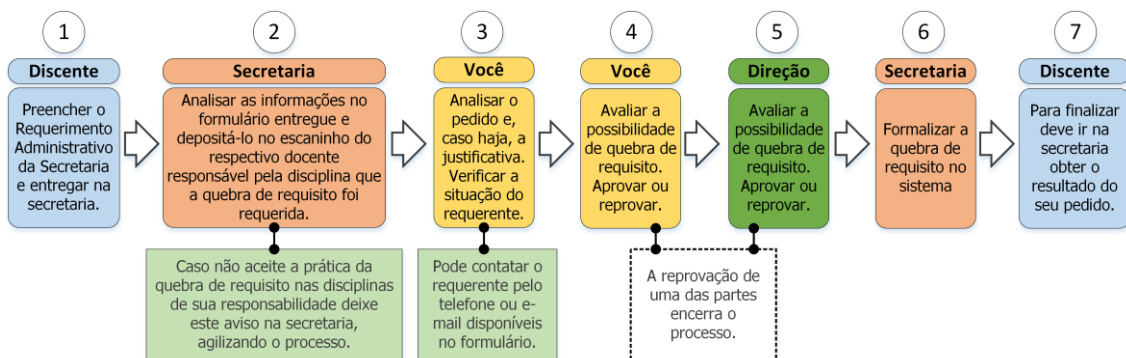 1
Discente
Preencher o
Requerimento
Administrativo
da Secretaria
e entregar na
secretaria.
2
Secretaria
Analisar as informações no
formulário entregue e
depositá-lo no escaninho do
respectivo docente
responsável pela disciplina que
a quebra de requisito foi
requerida.
3
Você
Analisar o
pedido e, caso
haja, a
justificativa.
Verificar a
situação do
requerente.
4
Você
Avaliar a
possibilidade
de quebra de
requisito.
Aprovar ou
reprovar.
5
Direção
Avaliar a
possibilidade
de quebra de
requisito.
Aprovar ou
reprovar.
6
Secretaria
Formalizar a
quebra de
requisito no
sistema
7
Discente
Para finalizar
deve ir na
secretaria
obter o
resultado do
seu pedido.
Caso não aceite a prática da
quebra de requisito nas disciplinas
de sua responsabilidade deixe
este aviso na secretaria,
agilizando o processo.
Pode contatar o
requerente pelo
telefone ou e-
mail disponíveis
no formulário.
A reprovação de
uma das partes
encerra o
processo.